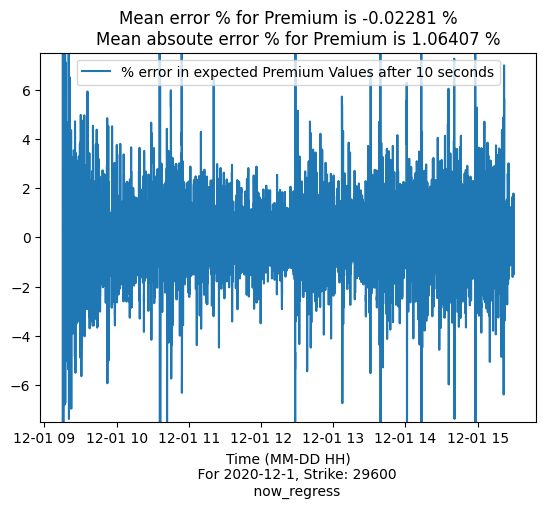 Mean error % for Premium is -0.02281 %
Mean absoute error % for Premium is 1.06407 %
% error in expected Premium Values after 10 seconds
6
4
2
0
−2
−4
−6
12-01 09 12-01 10 12-01 11 12-01 12 12-01 13 12-01 14 12-01 15
Time (MM-DD HH)
For 2020-12-1, Strike: 29600
now_regress